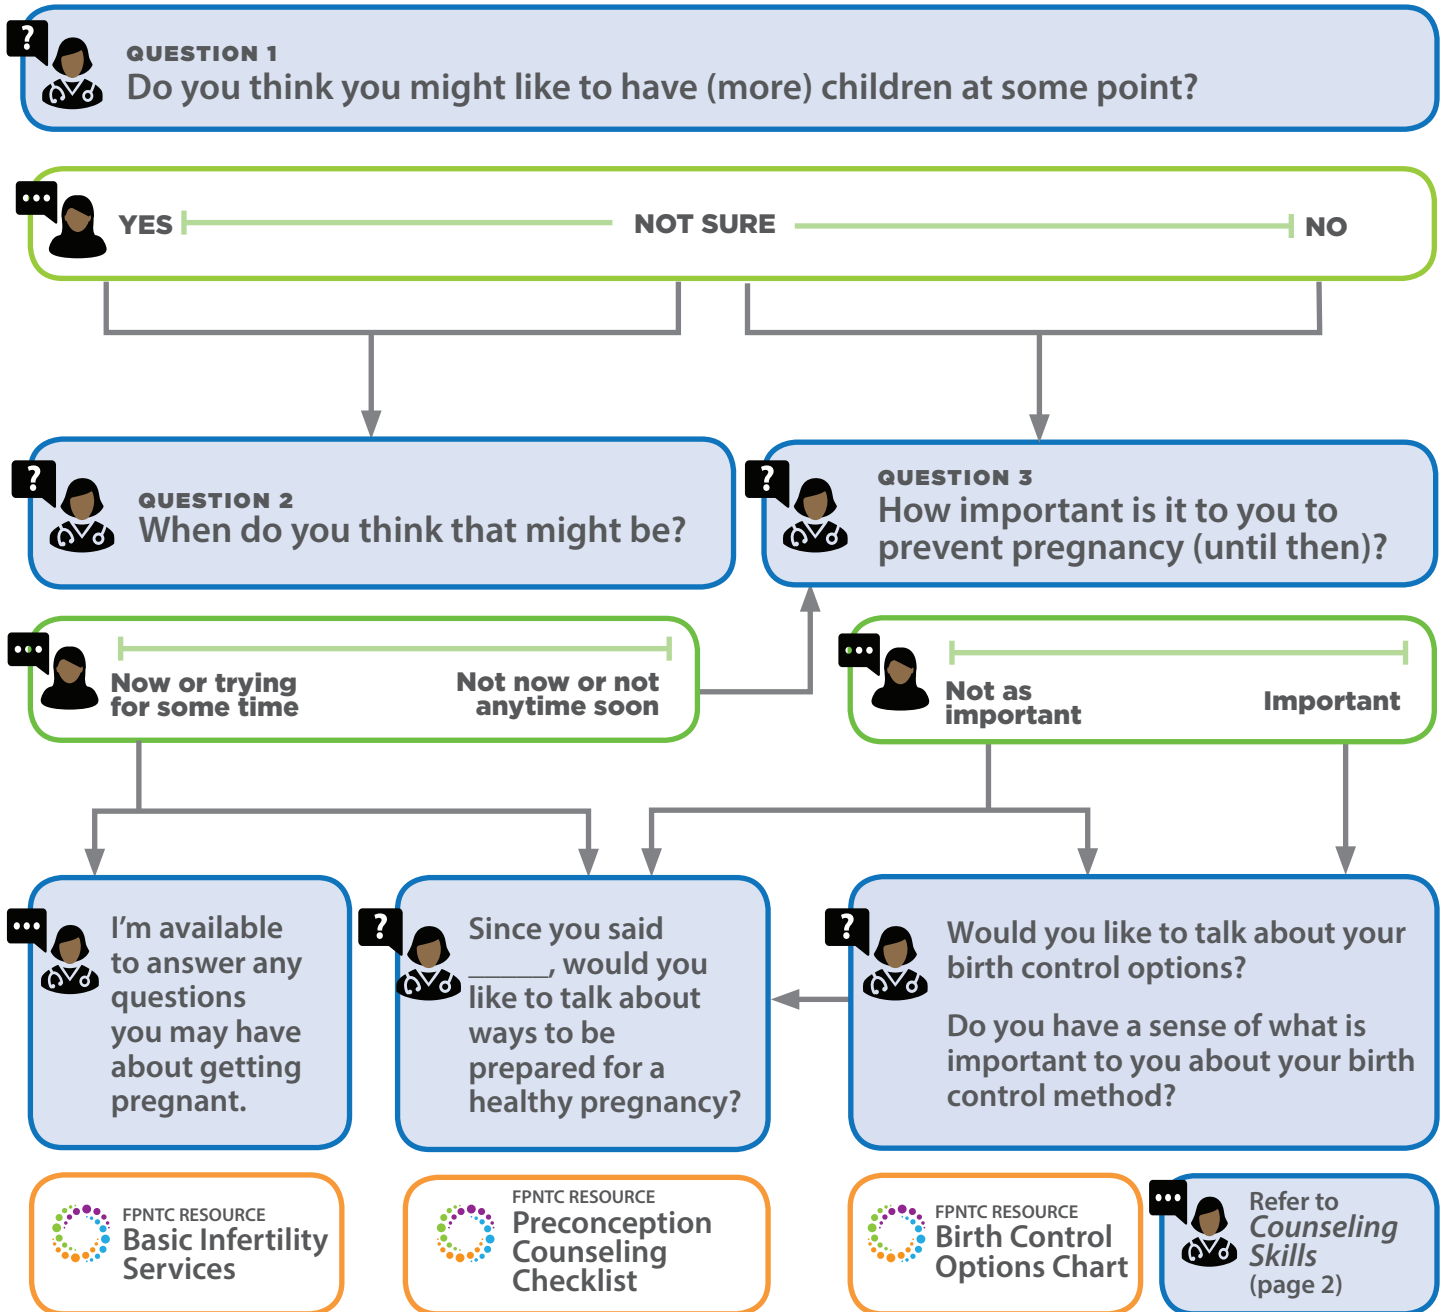 ?
QUESTION 1
Do you think you might like to have (more) children at some point?
YES
NOT SURE
NO
?
QUESTION 2
When do you think that might be?
?
QUESTION 3
How important is it to you to
prevent pregnancy (until then)?
Now or trying
for some time
Not now or not
anytime soon
Not as
important
Important
I'm available
to answer any
questions
you may have
about getting
pregnant.
?
Since you said
______, would you
like to talk about
ways to be
prepared for a
healthy pregnancy?
?
Would you like to talk about your
birth control options?
Do you have a sense of what is
important to you about your birth
control method?
FPNTC RESOURCE
Basic Infertility
Services
FPNTC RESOURCE
Preconception
Counseling
Checklist
FPNTC RESOURCE
Birth Control
Options Chart
Refer to
Counseling
Skills
(page 2)